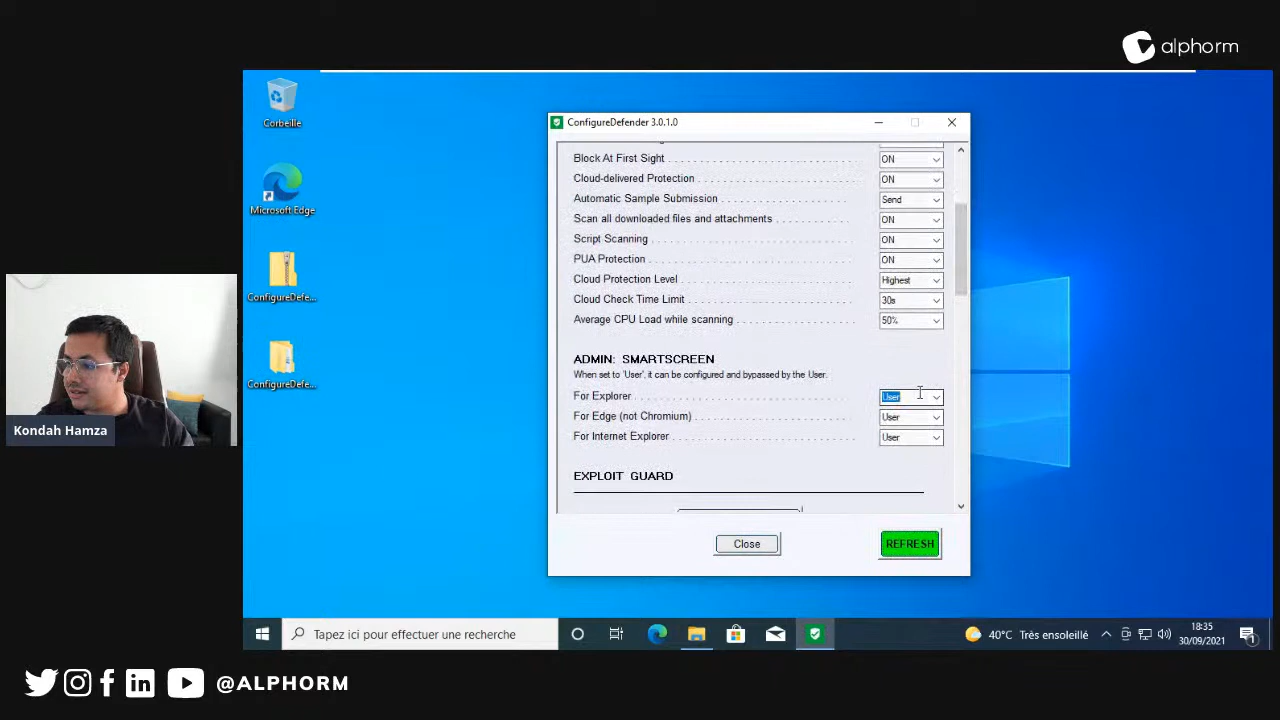 alphorm
Corbeille
Microsoft Edge
ConfigureDefe...
ConfigureDefe...
Kondah Hamza
ConfigureDefender 3.0.1.0
Block At First Sight ON
Cloud-delivered Protection ON
Automatic Sample Submission Send
Scan all downloaded files and attachments ON
Script Scanning ON
PUA Protection ON
Cloud Protection Level Highest
Cloud Check Time Limit 30s
Average CPU Load while scanning 50%
ADMIN: SMARTSCREEN
When set to 'User', it can be configured and bypassed by the User.
For Explorer User
For Edge (not Chromium) User
For Internet Explorer User
EXPLOIT GUARD
Close REFRESH
Tapez ici pour effectuer une recherche
40°C Très ensoleillé
18:35
30/09/2021
1
@ALPHORM